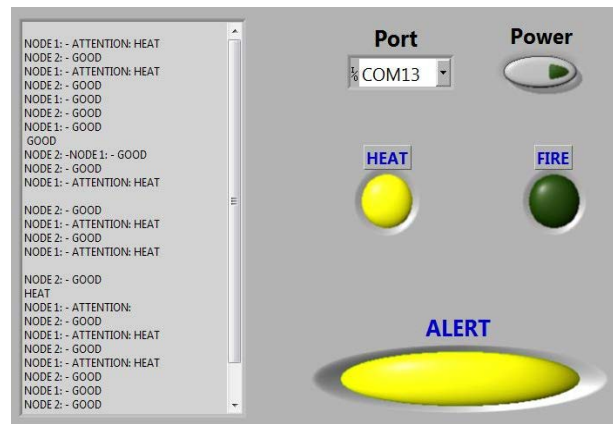 NODE 1: - ATTENTION: HEAT
NODE 2: - GOOD
NODE 1: - ATTENTION: HEAT
NODE 2: - GOOD
NODE 1: - GOOD
NODE 2: - GOOD
NODE 1: - GOOD
GOOD
NODE 2: -NODE 1: - GOOD
NODE 2: - GOOD
NODE 1: - ATTENTION: HEAT
NODE 2: - GOOD
NODE 1: - ATTENTION: HEAT
NODE 2: - GOOD
NODE 1: - ATTENTION: HEAT
NODE 2: - GOOD
HEAT
NODE 1: - ATTENTION:
NODE 2: - GOOD
NODE 1: - ATTENTION: HEAT
NODE 2: - GOOD
NODE 1: - ATTENTION: HEAT
NODE 2: - GOOD
NODE 1: - GOOD
NODE 2: - GOOD
Port
COM13
Power
HEAT
FIRE
ALERT